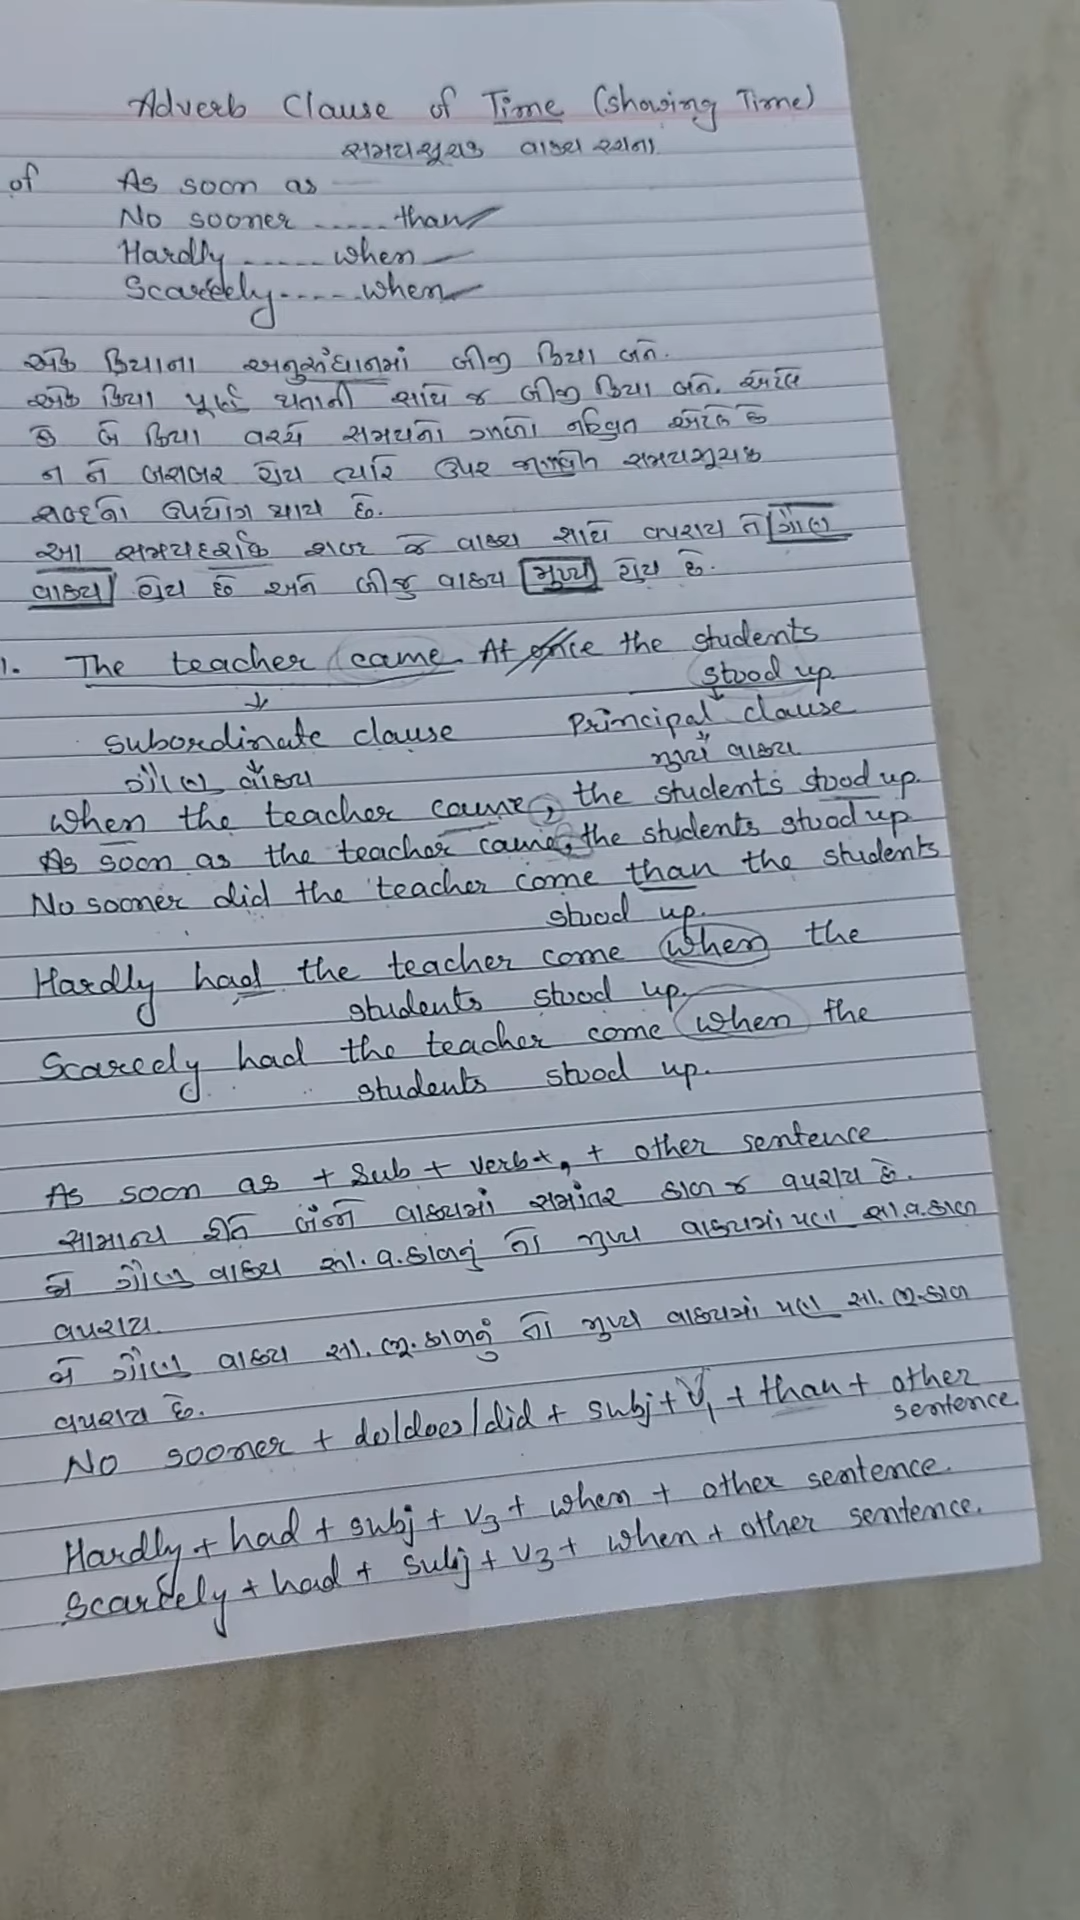 Adverb Clause of Time (showing Time)
સમયસૂચક વાક્ય રચના
of As soon as
No sooner ..... than
Hardly ..... when
Scarcely .... when
એક ક્રિયાના અનુસંધાનમાં બીજી ક્રિયા બને.
એક ક્રિયા પૂર્ણ થતાની સાથે જ બીજી ક્રિયા બને. એટલે
કે બે ક્રિયા વચ્ચે સમયનો ગાળો નહિવત એટલે કે
ન ને બરાબર હોય ત્યારે ઉપર સમયસૂચક
શબ્દનો ઉપયોગ થાય છે.
આ સમયદર્શક શબ્દ જે વાક્ય સાથે વપરાય તે ગૌણ
વાક્ય હોય છે અને બીજુ વાક્ય મુખ્ય હોય છે.
1. The teacher came. At once the students
stood up.
subordinate clause Principal clause
ગૌણ વાક્ય મુખ્ય વાક્ય
when the teacher came, the students stood up.
As soon as the teacher came, the students stood up
No sooner did the teacher come than the students
stood up.
Hardly had the teacher come when the
students stood up.
Scarcely had the teacher come when the
students stood up.
As soon as + Sub + verb + , + other sentence
સામાન્ય રીતે બંન્ને વાક્યમાં સમાંતર કાળ જ વપરાય છે.
જો ગૌણ વાક્ય સા. વ. કાળનું તો મુખ્ય વાક્યમાં પણ સા. વ. કાળ
વપરાય.
જો ગૌણ વાક્ય સા. ભૂ. કાળનું તો મુખ્ય વાક્યમાં પણ સા. ભૂ. કાળ
વપરાય છે.
No sooner + do/does/did + subj + V1 + than + other
sentence.
Hardly + had + subj + V3 + when + other sentence.
Scarcely + had + subj + V3 + when + other sentence.